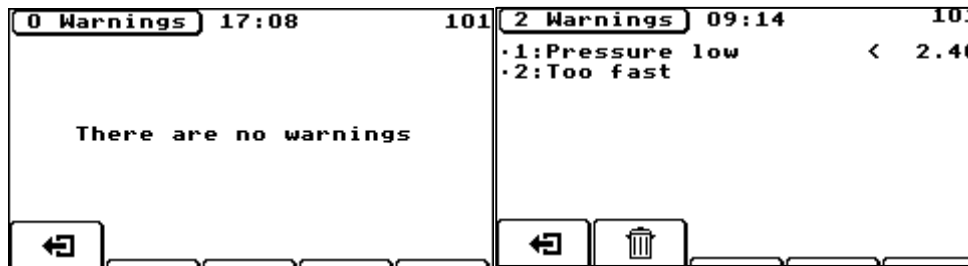 0 Warnings 17:08 101
There are no warnings
2 Warnings 09:14
·1:Pressure low <
·2:Too fast